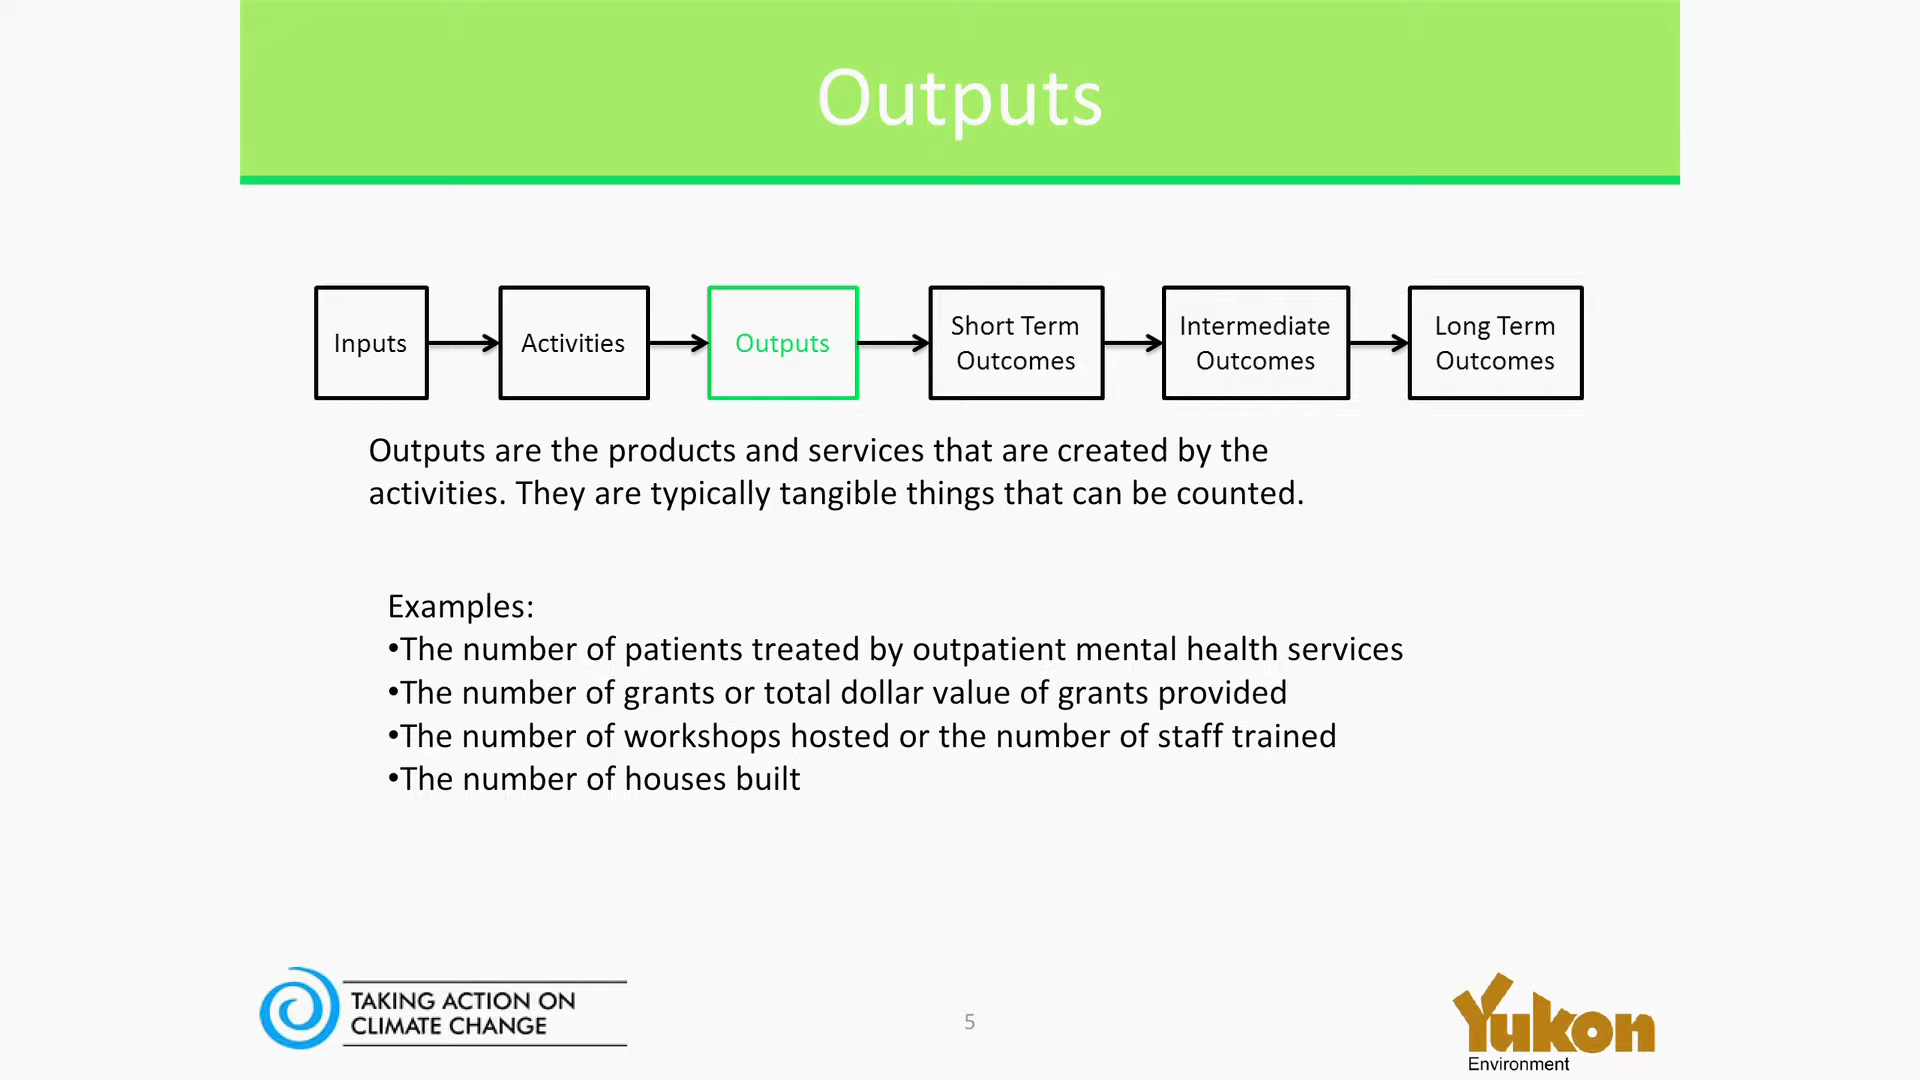 Outputs
Inputs
Activities
Outputs
Short Term
Outcomes
Intermediate
Outcomes
Long Term
Outcomes
Outputs are the products and services that are created by the
activities. They are typically tangible things that can be counted.
Examples:
•The number of patients treated by outpatient mental health services
•The number of grants or total dollar value of grants provided
•The number of workshops hosted or the number of staff trained
•The number of houses built
TAKING ACTION ON
CLIMATE CHANGE
5
Yukon
Environment